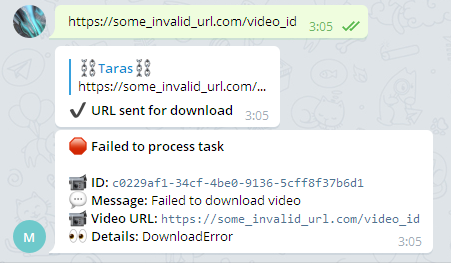 https://some_invalid_url.com/video_id
3:05
Taras
https://some_invalid_url.com/...
URL sent for download
3:05
Failed to process task
ID: c0229af1-34cf-4be0-9136-5cff8f37b6d1
Message: Failed to download video
Video URL: https://some_invalid_url.com/video_id
Details: DownloadError
3:05
M